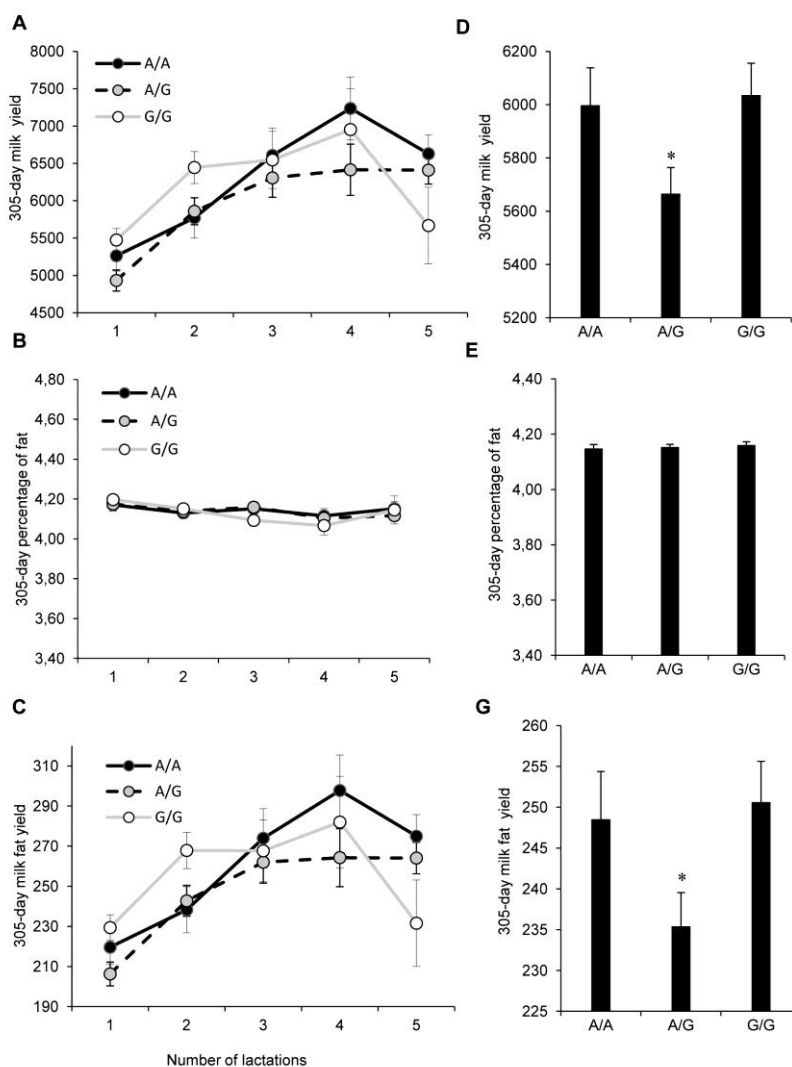 A
305-day milk yield
8000
7500
7000
6500
6000
5500
5000
4500
A/A
A/G
G/G
1 2 3 4 5
D
305-day milk yield
6200
6000
5800
5600
5400
5200
*
A/A A/G G/G
B
305-day percentage of fat
4,80
4,60
4,40
4,20
4,00
3,80
3,60
3,40
A/A
A/G
G/G
1 2 3 4 5
E
305-day percentage of fat
4,40
4,20
4,00
3,80
3,60
3,40
A/A A/G G/G
C
305-day milk fat yield
310
290
270
250
230
210
190
A/A
A/G
G/G
1 2 3 4 5
Number of lactations
G
305-day milk fat yield
260
255
250
245
240
235
230
225
*
A/A A/G G/G